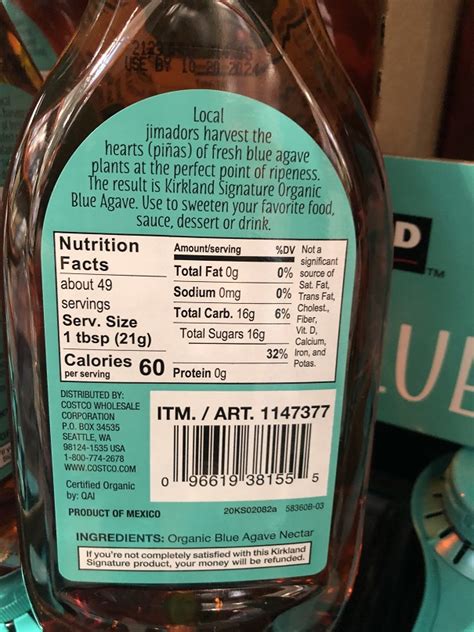 USE BY 10 20 2024
Local
jimadors harvest the
hearts (piñas) of fresh blue agave
plants at the perfect point of ripeness.
The result is Kirkland Signature Organic
Blue Agave. Use to sweeten your favorite food,
sauce, dessert or drink.
Nutrition
Facts
about 49
servings
Serv. Size
1 tbsp (21g)
Calories 60
per serving
Amount/serving %DV
Total Fat 0g 0%
Sodium 0mg 0%
Total Carb. 16g 6%
Total Sugars 16g
32%
Protein 0g
Not a
significant
source of
Sat. Fat,
Trans Fat,
Cholest.,
Fiber,
Vit. D,
Calcium,
Iron, and
Potas.
DISTRIBUTED BY:
COSTCO WHOLESALE
CORPORATION
P.O. BOX 34535
SEATTLE, WA
98124-1535 USA
1-800-774-2678
WWW.COSTCO.COM
Certified Organic
by: QAI
PRODUCT OF MEXICO
ITM. / ART. 1147377
0 96619 38155 5
20KS02082a 58360B-03
INGREDIENTS: Organic Blue Agave Nectar
If you're not completely satisfied with this Kirkland
Signature product, your money will be refunded.
D
TM
LUE